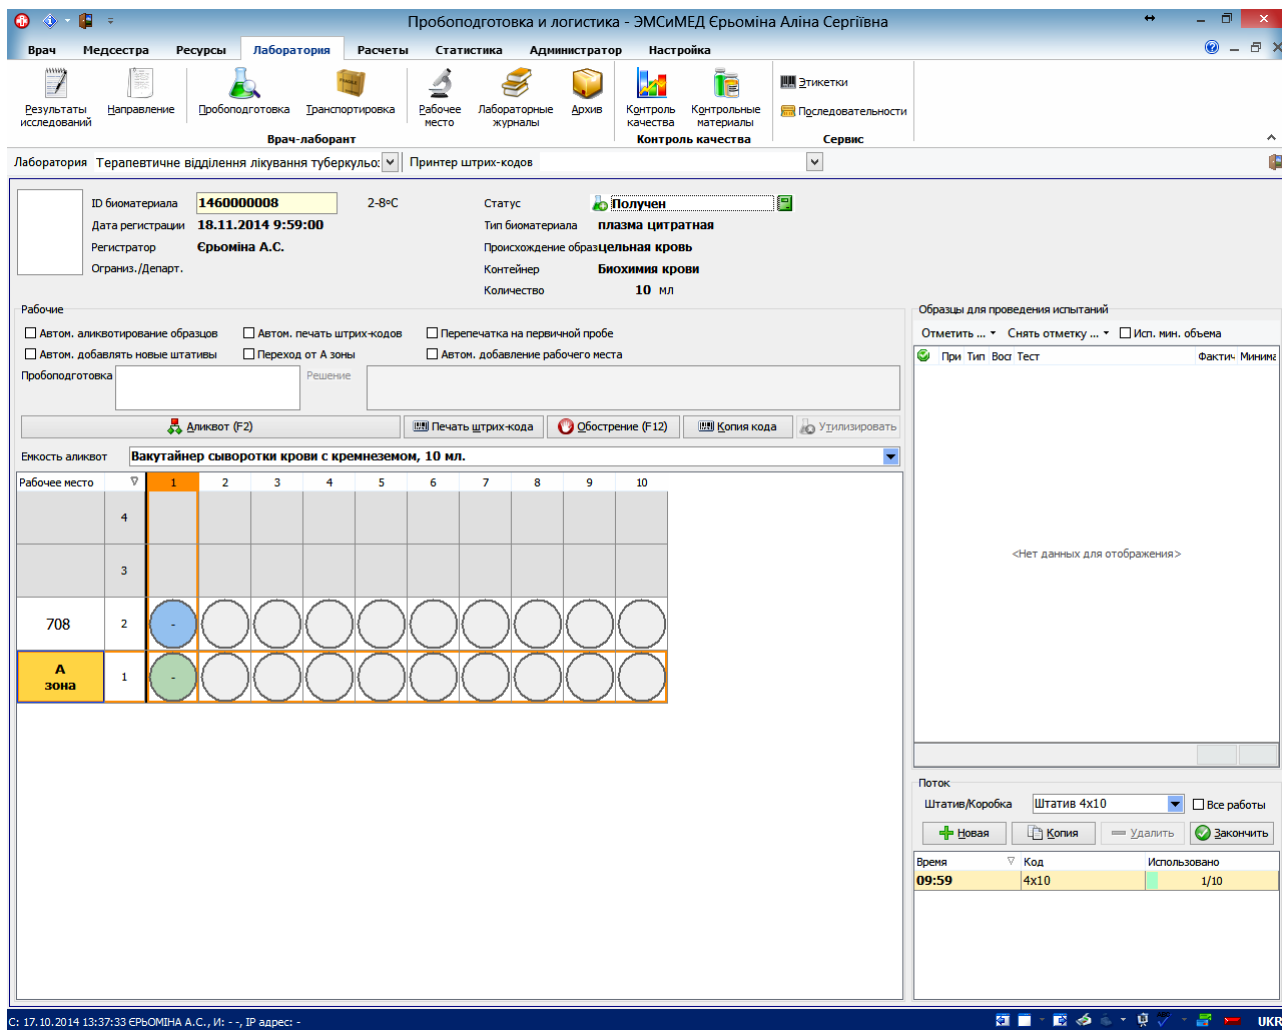 Пробоподготовка и логистика - ЭМСиМЕД Єрьоміна Аліна Сергіївна
Врач Медсестра Ресурсы Лаборатория Расчеты Статистика Администратор Настройка
Результаты исследований Направление Пробоподготовка Транспортировка Рабочее место Лабораторные журналы Архив Контроль качества Контрольные материалы Этикетки
Последовательности
Врач-лаборант Контроль качества Сервис
Лаборатория Терапевтичне відділення лікування туберкульо: Принтер штрих-кодов
ID биоматериала 1460000008 2-8ºC Статус Получен
Дата регистрации 18.11.2014 9:59:00 Тип биоматериала плазма цитратная
Регистратор Єрьоміна А.С. Происхождение образ цельная кровь
Организ./Департ. Контейнер Биохимия крови
Количество 10 мл
Рабочие Образцы для проведения испытаний
Автом. аликвотирование образцов Автом. печать штрих-кодов Перепечатка на первичной пробе Отметить ... Снять отметку ... Исп. мин. объема
Автом. добавлять новые штативы Переход от А зоны Автом. добавление рабочего места При Тип Вост Тест Фактич Минима
Пробоподготовка Решение
Аликвот (F2) Печать штрих-кода Обострение (F12) Копия кода Утилизировать
Емкость аликвот Вакутайнер сыворотки крови с кремнеземом, 10 мл.
Рабочее место 1 2 3 4 5 6 7 8 9 10
4
3
<Нет данных для отображения>
708 2 -
А зона 1 -
Поток
Штатив/Коробка Штатив 4x10 Все работы
Новая Копия Удалить Закончить
Время Код Использовано
09:59 4x10 1/10
С: 17.10.2014 13:37:33 ЄРЬОМІНА А.С., И: - -, IP адрес: - UKR